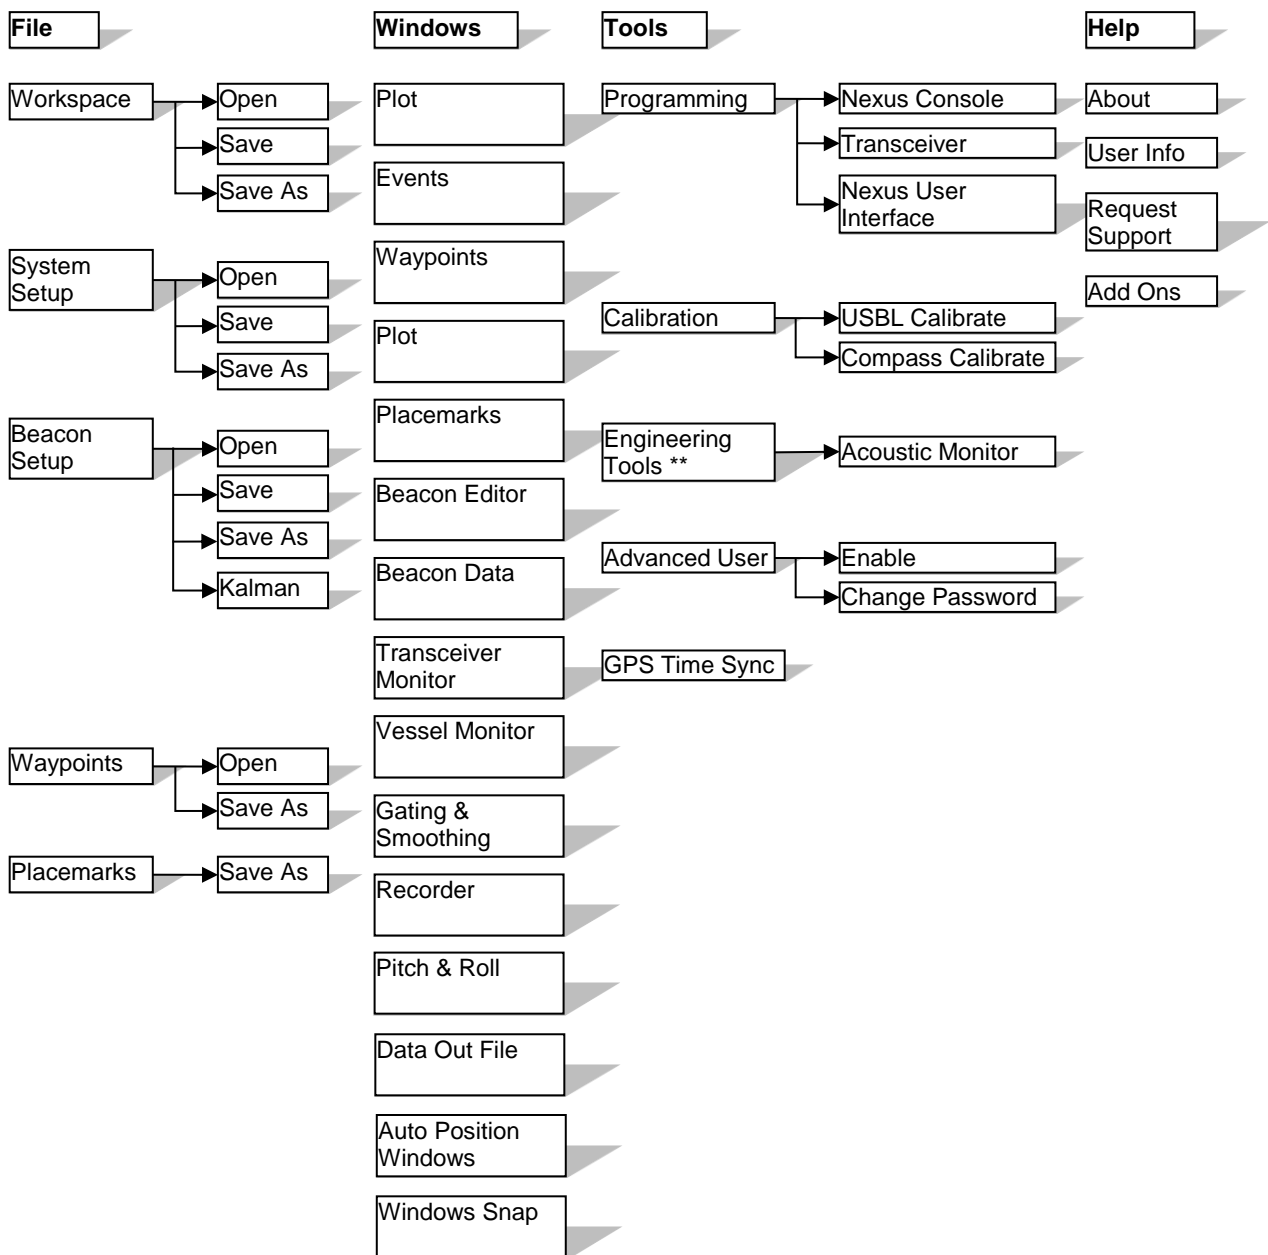 File
Workspace
Open
Save
Save As
System
Setup
Open
Save
Save As
Beacon
Setup
Open
Save
Save As
Kalman
Waypoints
Open
Save As
Placemarks
Save As
Windows
Plot
Events
Waypoints
Plot
Placemarks
Beacon Editor
Beacon Data
Transceiver
Monitor
Vessel Monitor
Gating &
Smoothing
Recorder
Pitch & Roll
Data Out File
Auto Position
Windows
Windows Snap
Tools
Programming
Nexus Console
Transceiver
Nexus User
Interface
Calibration
USBL Calibrate
Compass Calibrate
Engineering
Tools **
Acoustic Monitor
Advanced User
Enable
Change Password
GPS Time Sync
Help
About
User Info
Request
Support
Add Ons